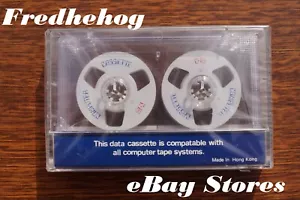 Fredhehog
This data cassette is compatable with
all computer tape systems.
Made in Hong Kong
eBay Stores